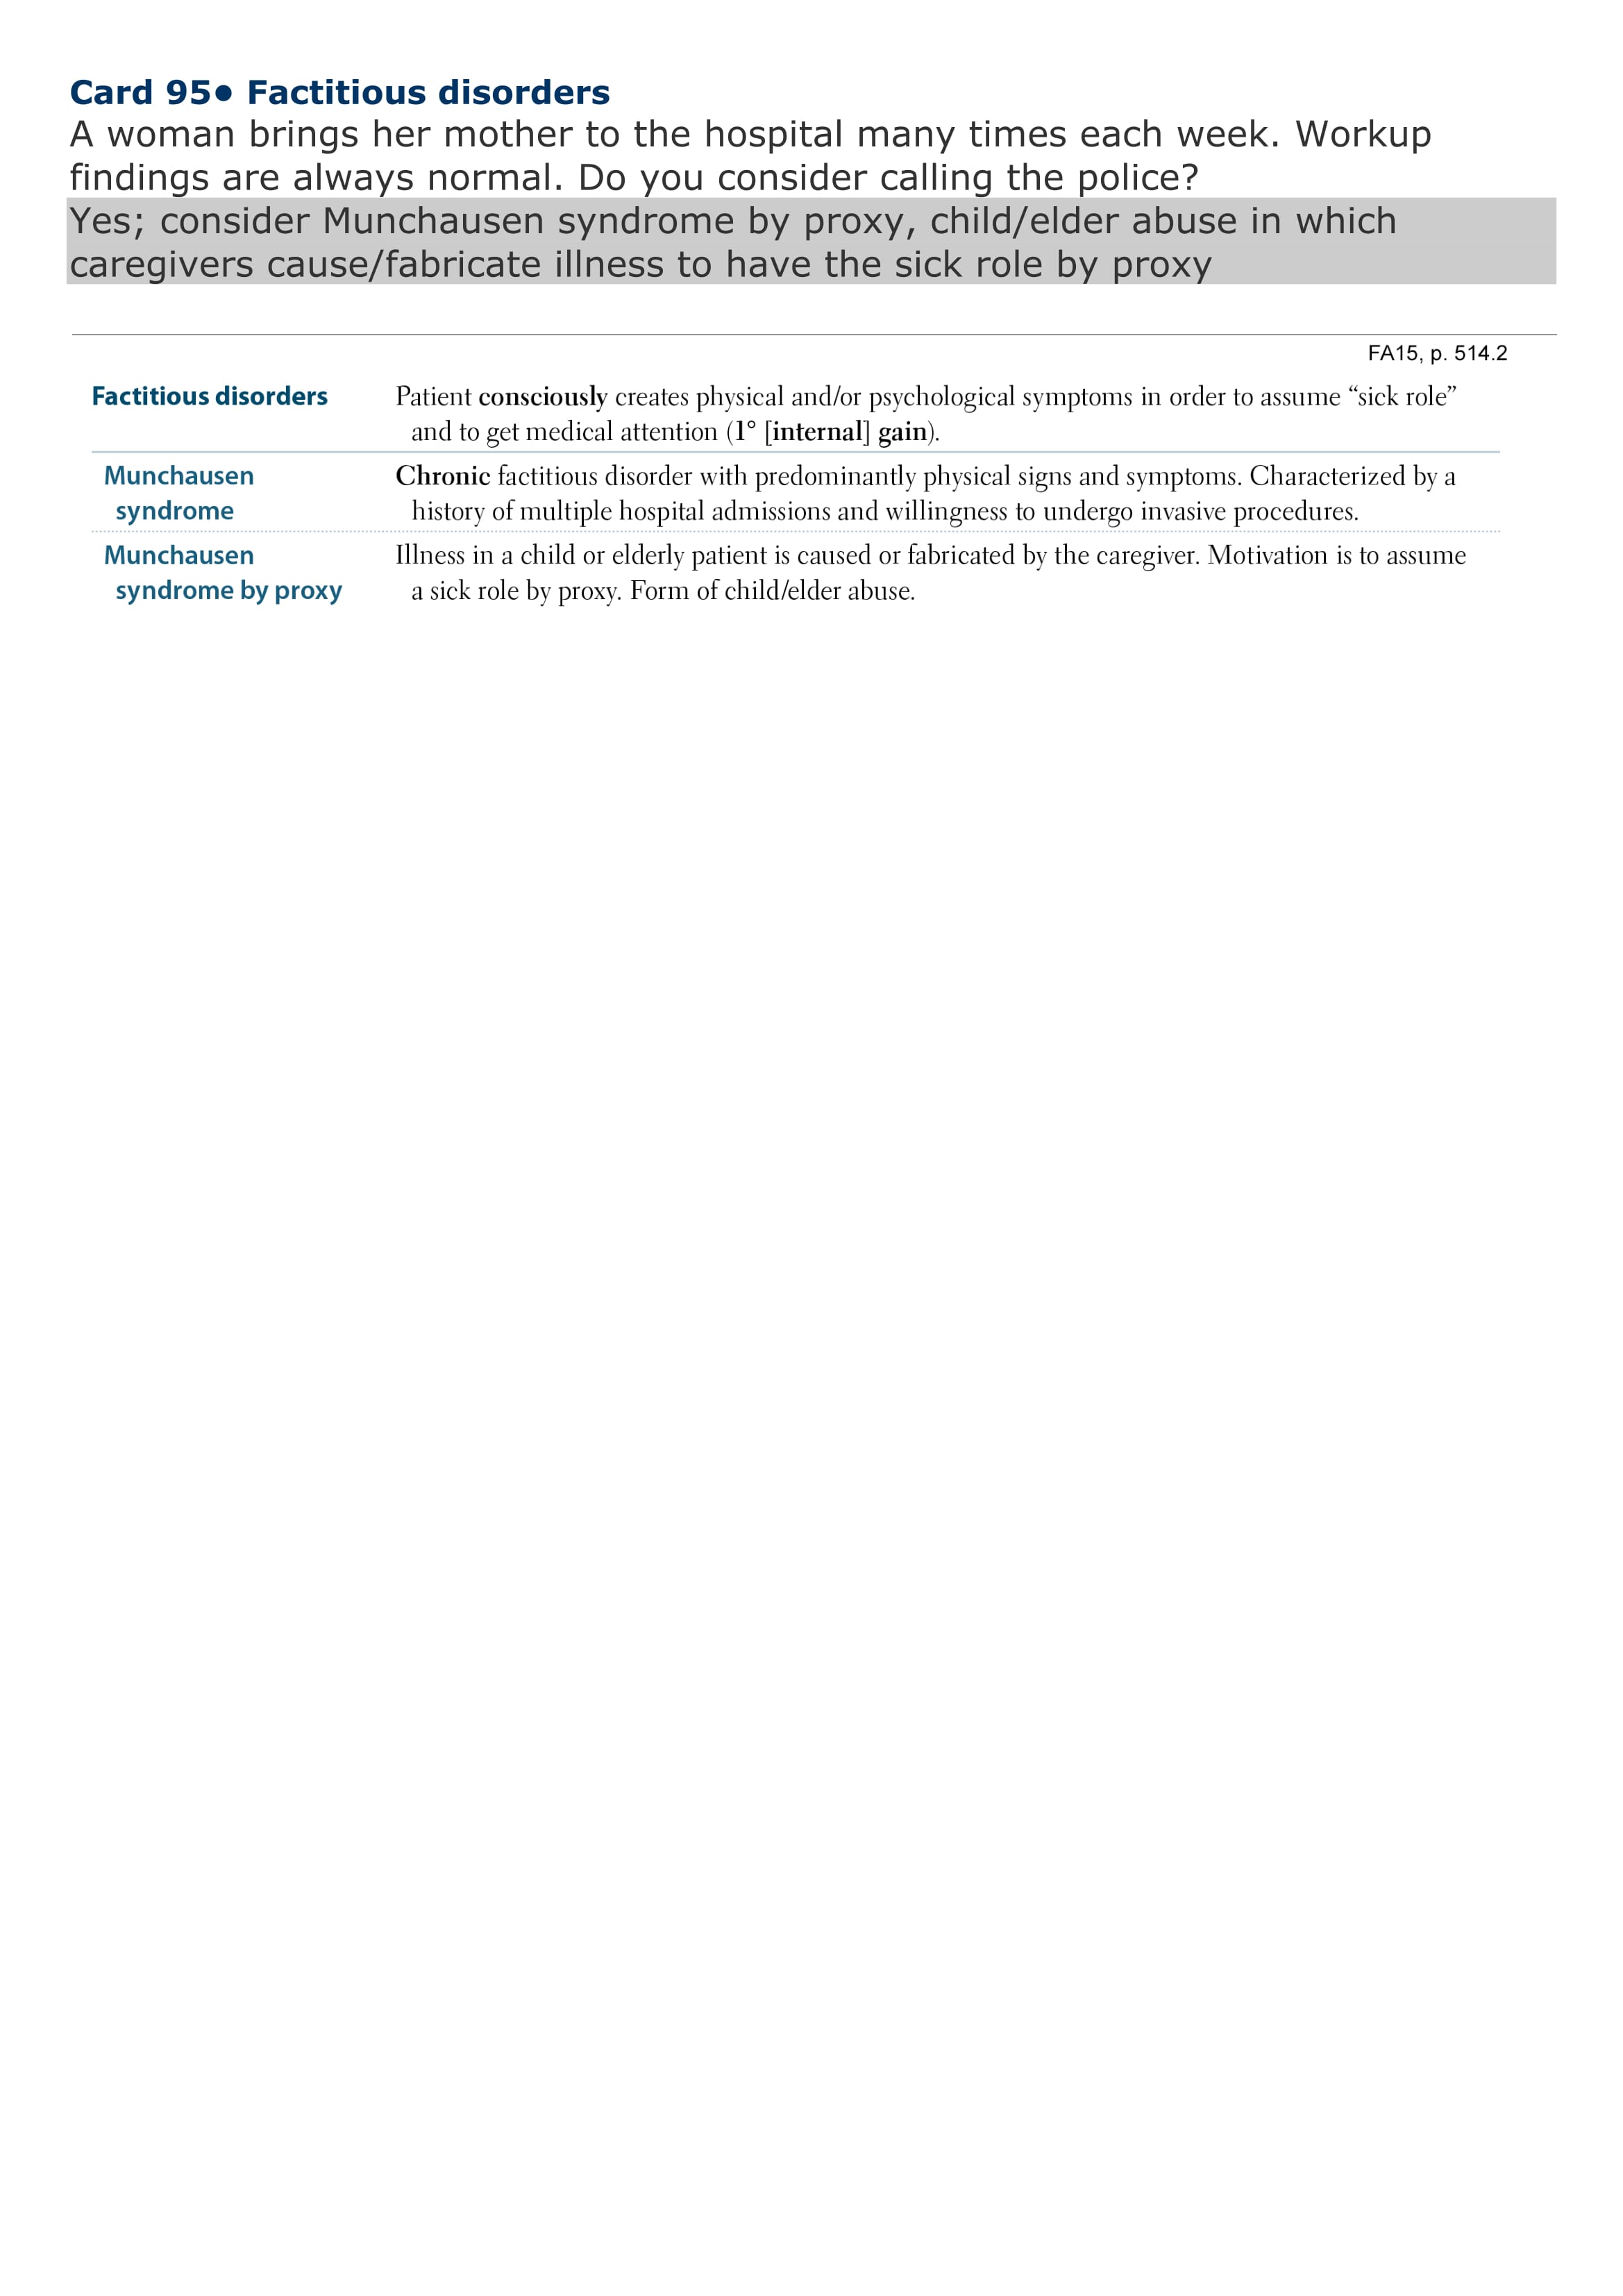 Card 95● Factitious disorders
A woman brings her mother to the hospital many times each week. Workup
findings are always normal. Do you consider calling the police?
Yes; consider Munchausen syndrome by proxy, child/elder abuse in which
caregivers cause/fabricate illness to have the sick role by proxy
FA15, p. 514.2
Factitious disorders Patient consciously creates physical and/or psychological symptoms in order to assume “sick role”
and to get medical attention (1° [internal] gain).
Munchausen Chronic factitious disorder with predominantly physical signs and symptoms. Characterized by a
syndrome history of multiple hospital admissions and willingness to undergo invasive procedures.
Munchausen Illness in a child or elderly patient is caused or fabricated by the caregiver. Motivation is to assume
syndrome by proxy a sick role by proxy. Form of child/elder abuse.